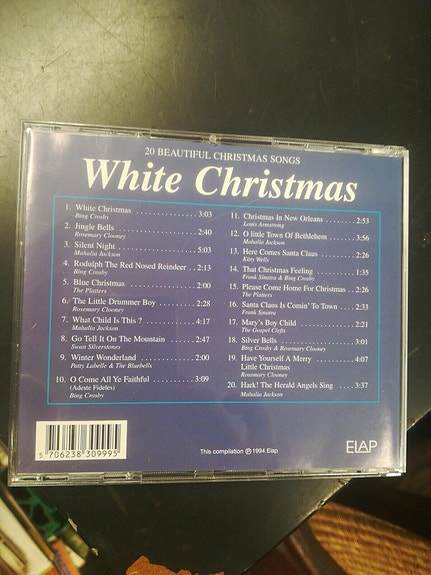 20 BEAUTIFUL CHRISTMAS SONGS
White Christmas
1. White Christmas . . . . . . . . . . . . . 3:03
Bing Crosby
2. Jingle Bells . . . . . . . . . . . . . . . . 2:40
Rosemary Clooney
3. Silent Night . . . . . . . . . . . . . . . . 5:03
Mahalia Jackson
4. Rodulph The Red Nosed Reindeer . . 2:13
Bing Crosby
5. Blue Christmas . . . . . . . . . . . . . . 2:00
The Platters
6. The Little Drummer Boy . . . . . . . . 2:28
Rosemary Clooney
7. What Child Is This ? . . . . . . . . . . 4:17
Mahalia Jackson
8. Go Tell It On The Mountain . . . . . 2:47
Swan Silverstones
9. Winter Wonderland . . . . . . . . . . . 2:00
Patty Labelle & The Bluebells
10. O Come All Ye Faithful . . . . . . . . . 3:09
(Adeste Fideles)
Bing Crosby
11. Christmas In New Orleans . . . . . . . 2:53
Louis Armstrong
12. O little Town Of Bethlehem . . . . . 3:56
Mahalia Jackson
13. Here Comes Santa Claus . . . . . . . 2:26
Kitty Wells
14. That Christmas Feeling . . . . . . . . 1:35
Frank Sinatra & Bing Crosby
15. Please Come Home For Christmas . . 2:26
The Platters
16. Santa Claus Is Comin' To Town . . . 2:33
Frank Sinatra
17. Mary's Boy Child . . . . . . . . . . . . 2:21
The Gospel Clefts
18. Silver Bells . . . . . . . . . . . . . . . . 3:01
Bing Crosby & Rosemary Clooney
19. Have Yourself A Merry . . . . . . . . 4:07
Little Christmas
Rosemary Clooney
20. Hark! The Herald Angels Sing . . . 3:37
Mahalia Jackson
5 706238 309995
This compilation ℗ 1994 Elap
ELAP